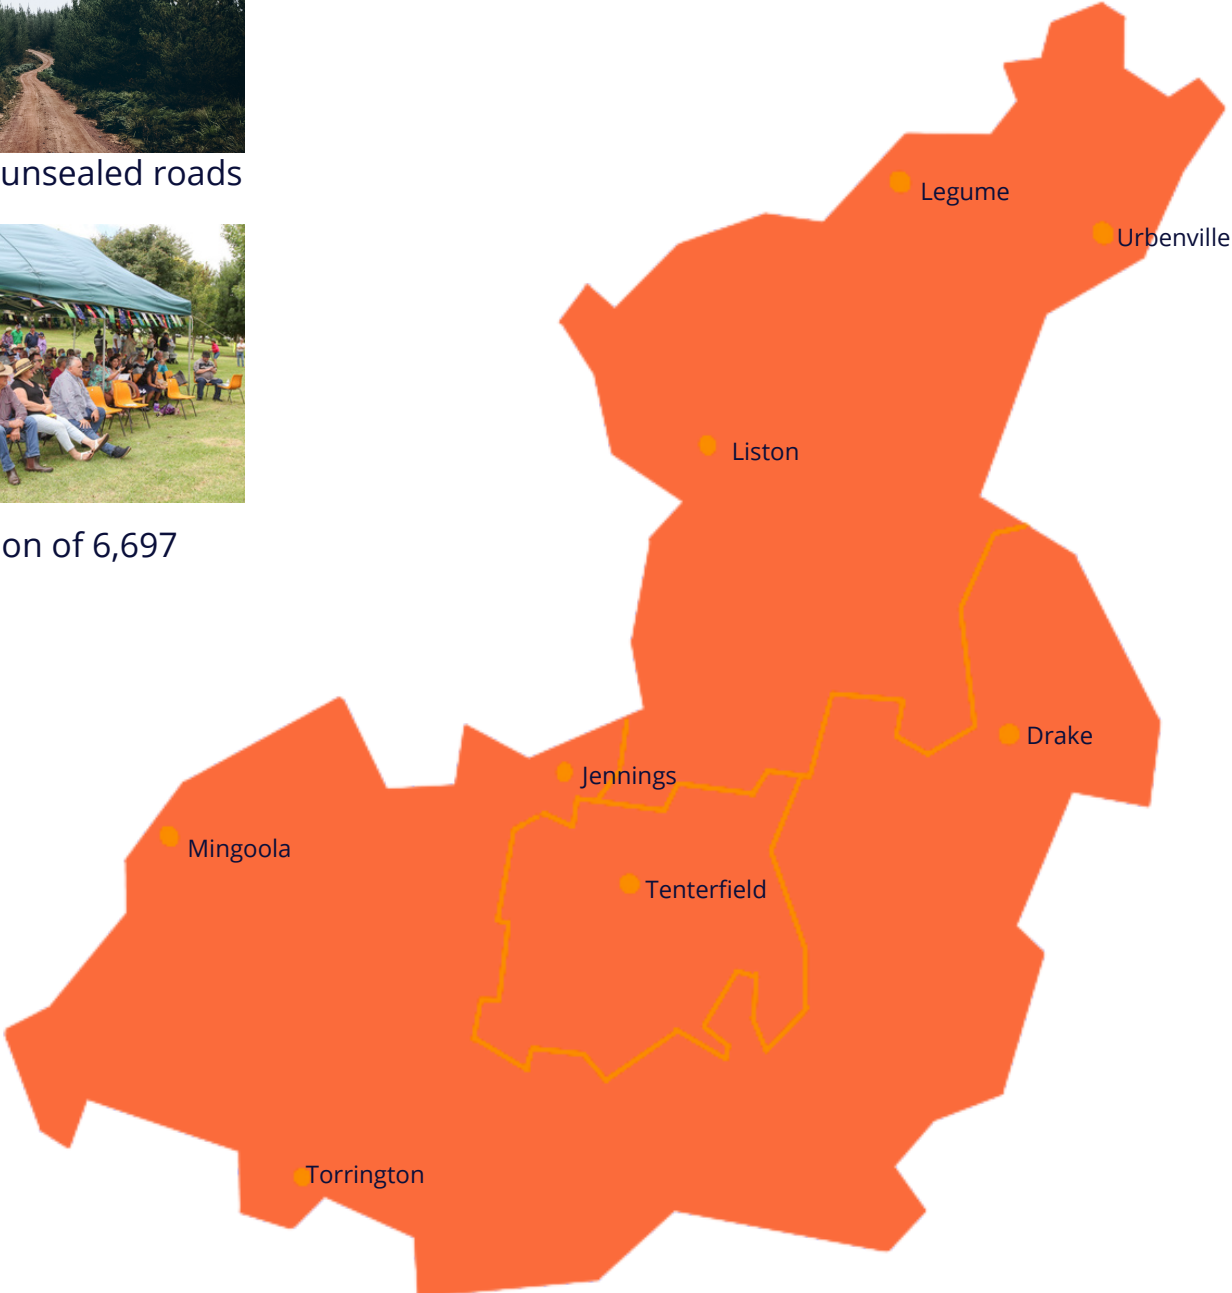 unsealed roads
on of 6,697
Legume
Urbenville
Liston
Drake
Jennings
Mingoola
Tenterfield
Torrington